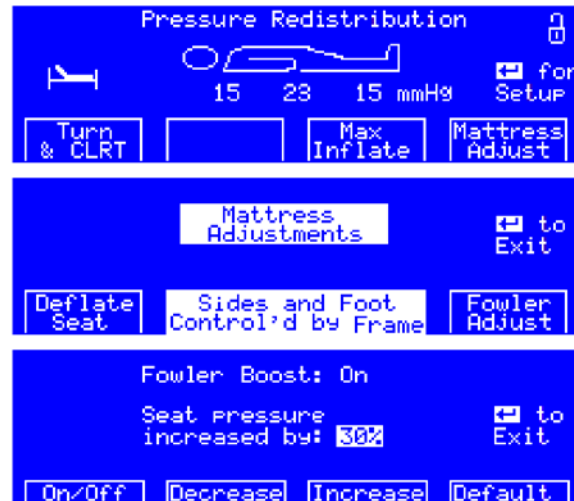 Pressure Redistribution
15 23 15 mmHg
↵ for
Setup
Turn
& CLRT
Max
Inflate
Mattress
Adjust
Mattress
Adjustments
↵ to
Exit
Deflate
Seat
Sides and Foot
Control'd by Frame
Fowler
Adjust
Fowler Boost: On
Seat pressure
increased by: 30%
↵ to
Exit
On/Off
Decrease
Increase
Default